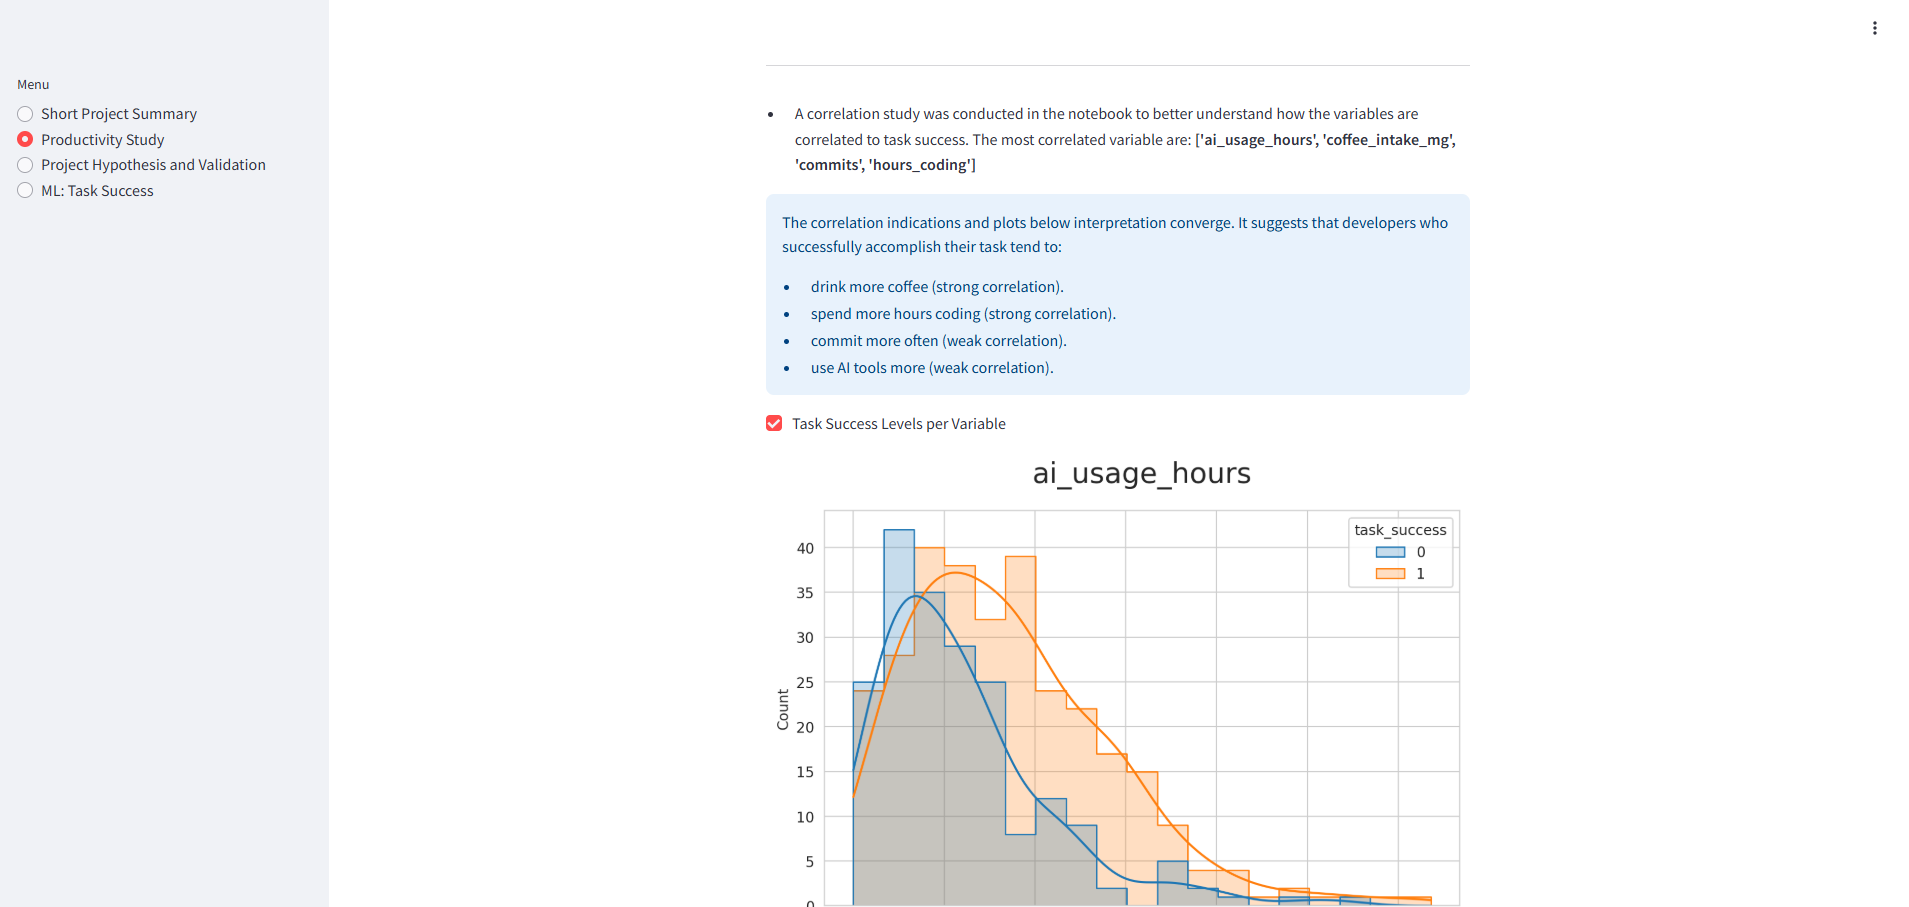 Menu
Short Project Summary
Productivity Study
Project Hypothesis and Validation
ML: Task Success
A correlation study was conducted in the notebook to better understand how the variables are
correlated to task success. The most correlated variable are: ['ai_usage_hours', 'coffee_intake_mg',
'commits', 'hours_coding']
The correlation indications and plots below interpretation converge. It suggests that developers who
successfully accomplish their task tend to:
drink more coffee (strong correlation).
spend more hours coding (strong correlation).
commit more often (weak correlation).
use AI tools more (weak correlation).
Task Success Levels per Variable
ai_usage_hours
task_success
0
1
40
35
30
25
20
15
10
5
0
Count